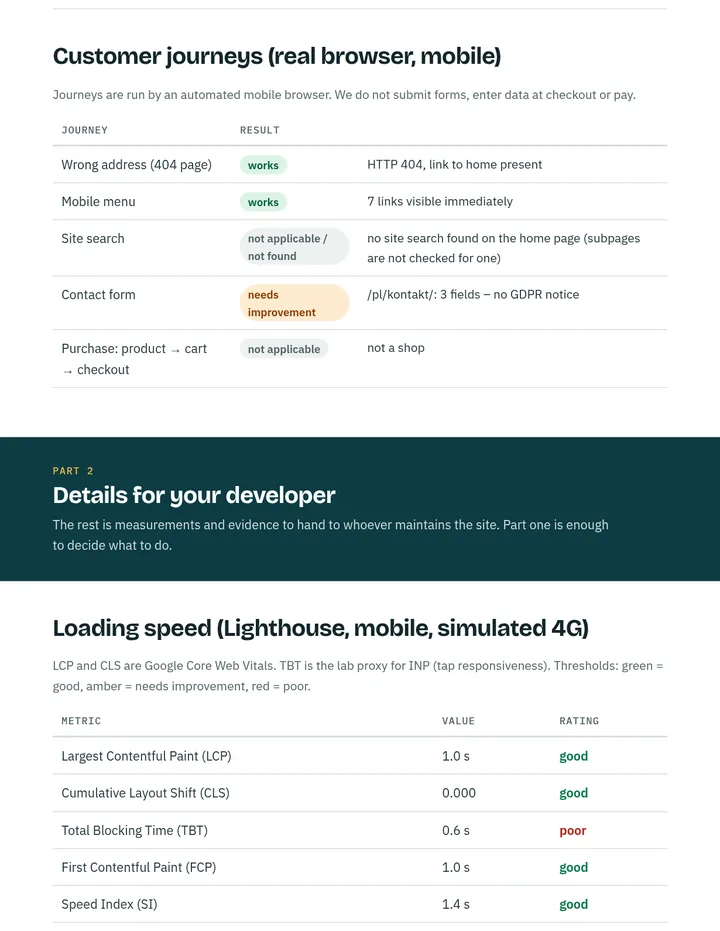 Customer journeys (real browser, mobile)
Journeys are run by an automated mobile browser. We do not submit forms, enter data at checkout or pay.
JOURNEY RESULT
Wrong address (404 page) works HTTP 404, link to home present
Mobile menu works 7 links visible immediately
Site search not applicable / no site search found on the home page (subpages
not found are not checked for one)
Contact form needs /pl/kontakt/: 3 fields – no GDPR notice
improvement
Purchase: product → cart not applicable not a shop
→ checkout
PART 2
Details for your developer
The rest is measurements and evidence to hand to whoever maintains the site. Part one is enough
to decide what to do.
Loading speed (Lighthouse, mobile, simulated 4G)
LCP and CLS are Google Core Web Vitals. TBT is the lab proxy for INP (tap responsiveness). Thresholds: green =
good, amber = needs improvement, red = poor.
METRIC VALUE RATING
Largest Contentful Paint (LCP) 1.0 s good
Cumulative Layout Shift (CLS) 0.000 good
Total Blocking Time (TBT) 0.6 s poor
First Contentful Paint (FCP) 1.0 s good
Speed Index (SI) 1.4 s good